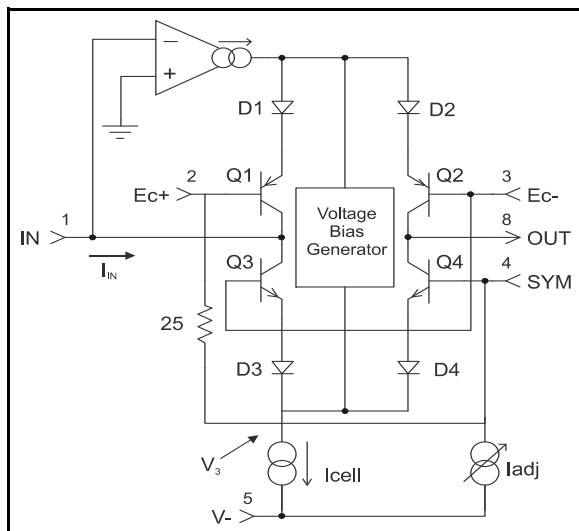 −
+
D1
D2
2
Ec+
Q1
Q2
3
Ec-
1
IN
I IN
Voltage
Bias
Generator
8
OUT
Q3
Q4
4
SYM
25
D3
D4
V3
Icell
Iadj
5
V-